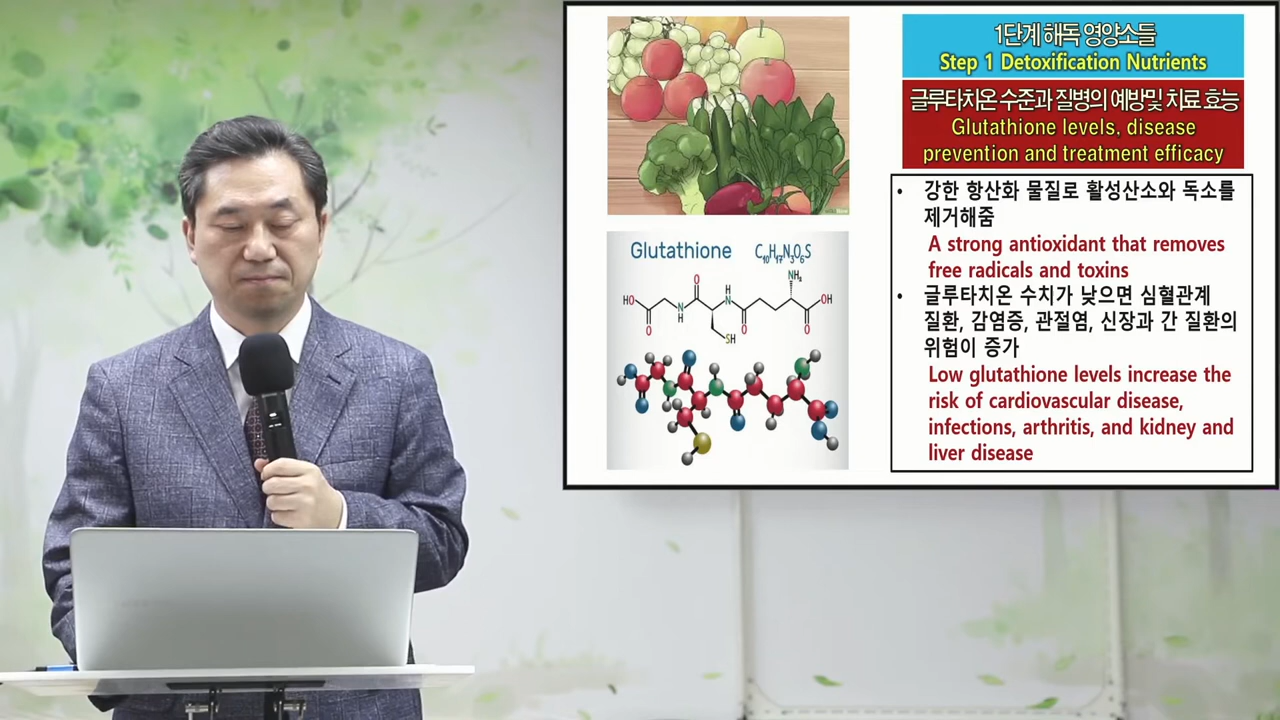 1단계 해독 영양소들
Step 1 Detoxification Nutrients
글루타치온 수준과 질병의 예방및 치료 효능
Glutathione levels, disease
prevention and treatment efficacy
• 강한 항산화 물질로 활성산소와 독소를
제거해줌
A strong antioxidant that removes
free radicals and toxins
• 글루타치온 수치가 낮으면 심혈관계
질환, 감염증, 관절염, 신장과 간 질환의
위험이 증가
Low glutathione levels increase the
risk of cardiovascular disease,
infections, arthritis, and kidney and
liver disease
Glutathione C₁₀H₁₇N₃O₆S
NH₂
O H
HO N N OH
O H O O
SH